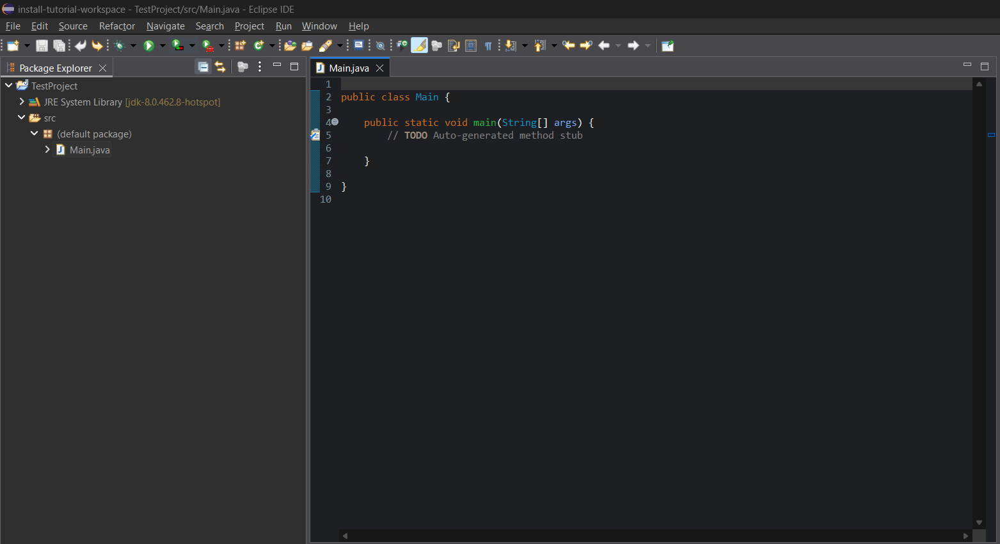 install-tutorial-workspace - TestProject/src/Main.java - Eclipse IDE
File Edit Source Refactor Navigate Search Project Run Window Help
Package Explorer
TestProject
JRE System Library [jdk-8.0.462.8-hotspot]
src
(default package)
Main.java
Main.java
1
2 public class Main {
3
4 public static void main(String[] args) {
5 // TODO Auto-generated method stub
6
7 }
8
9 }
10